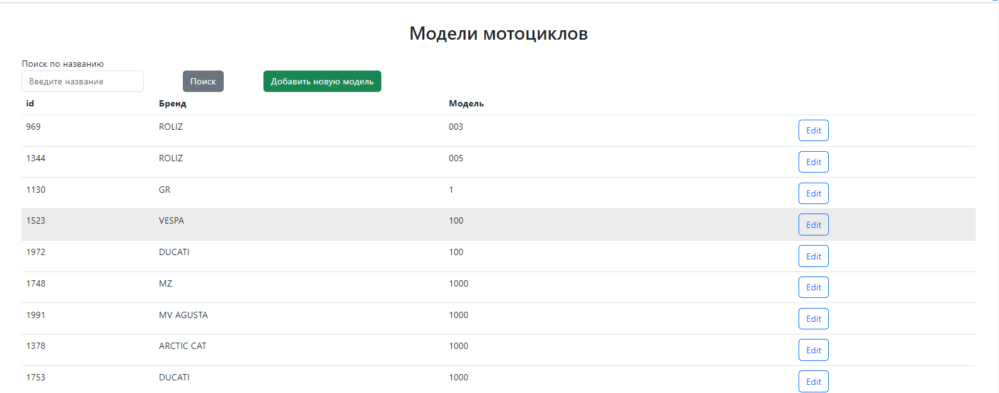 Модели мотоциклов
Поиск по названию
Введите название Поиск Добавить новую модель
id Бренд Модель
969 ROLIZ 003 Edit
1344 ROLIZ 005 Edit
1130 GR 1 Edit
1523 VESPA 100 Edit
1972 DUCATI 100 Edit
1748 MZ 1000 Edit
1991 MV AGUSTA 1000 Edit
1378 ARCTIC CAT 1000 Edit
1753 DUCATI 1000 Edit